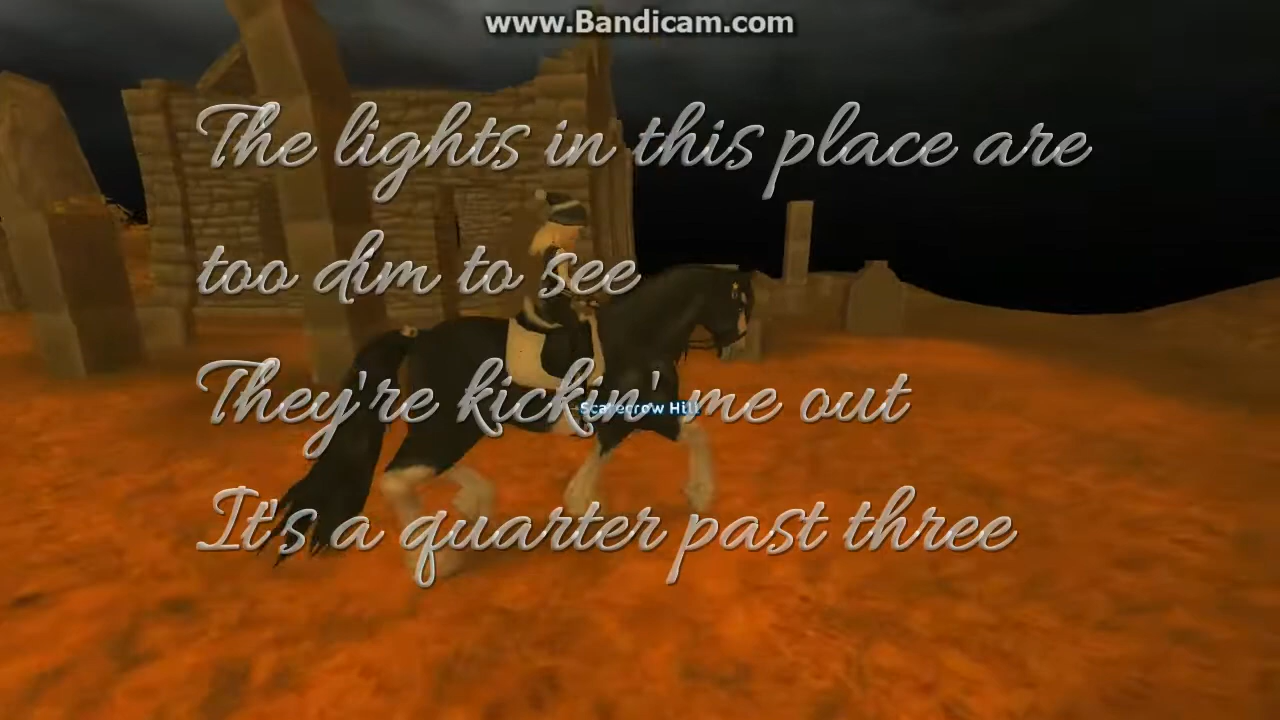 www.Bandicam.com
The lights in this place are
too dim to see
They're kickin' me out
Scarecrow Hill
It's a quarter past three